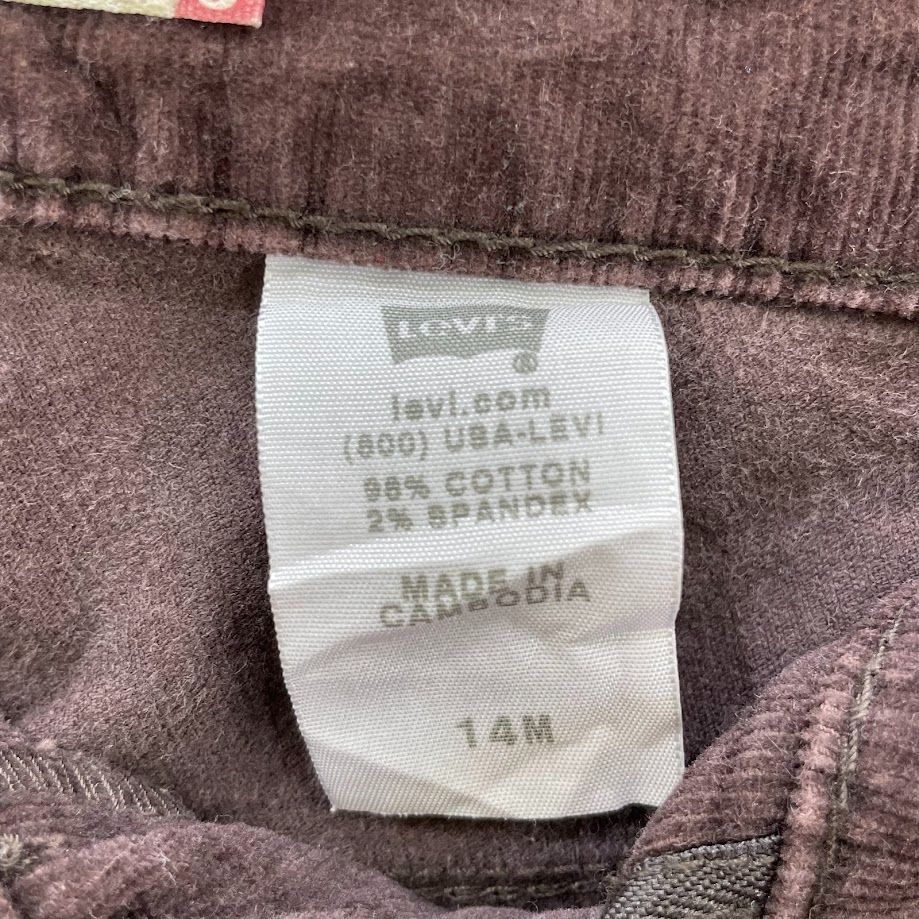 Levi's
®
levi.com
(800) USA-LEVI
98% COTTON
2% SPANDEX
MADE IN
CAMBODIA
14M